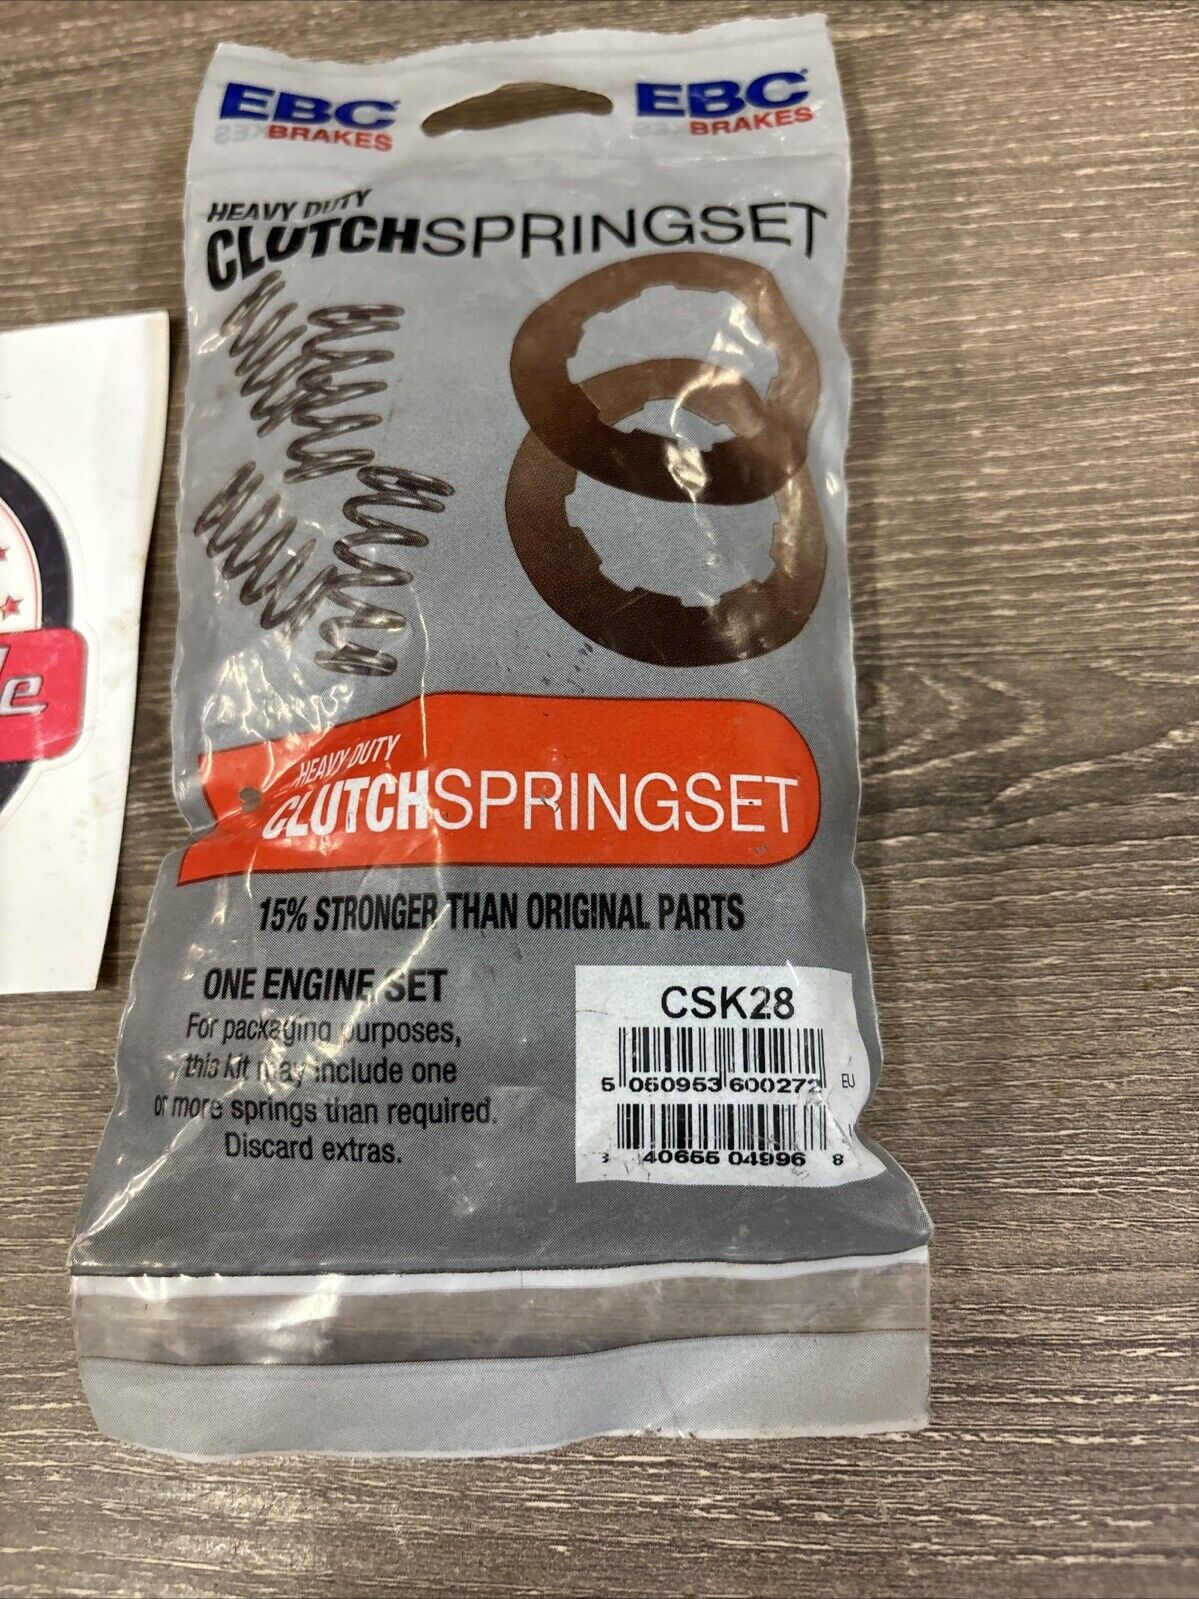 EBC
BRAKES
EBC
BRAKES
HEAVY DUTY
CLUTCHSPRINGSET
HEAVY DUTY
CLUTCHSPRINGSET
15% STRONGER THAN ORIGINAL PARTS
ONE ENGINE SET
For packaging purposes,
this kit may include one
or more springs than required.
Discard extras.
CSK28
5 050953 600272 EU
40655 04996 8